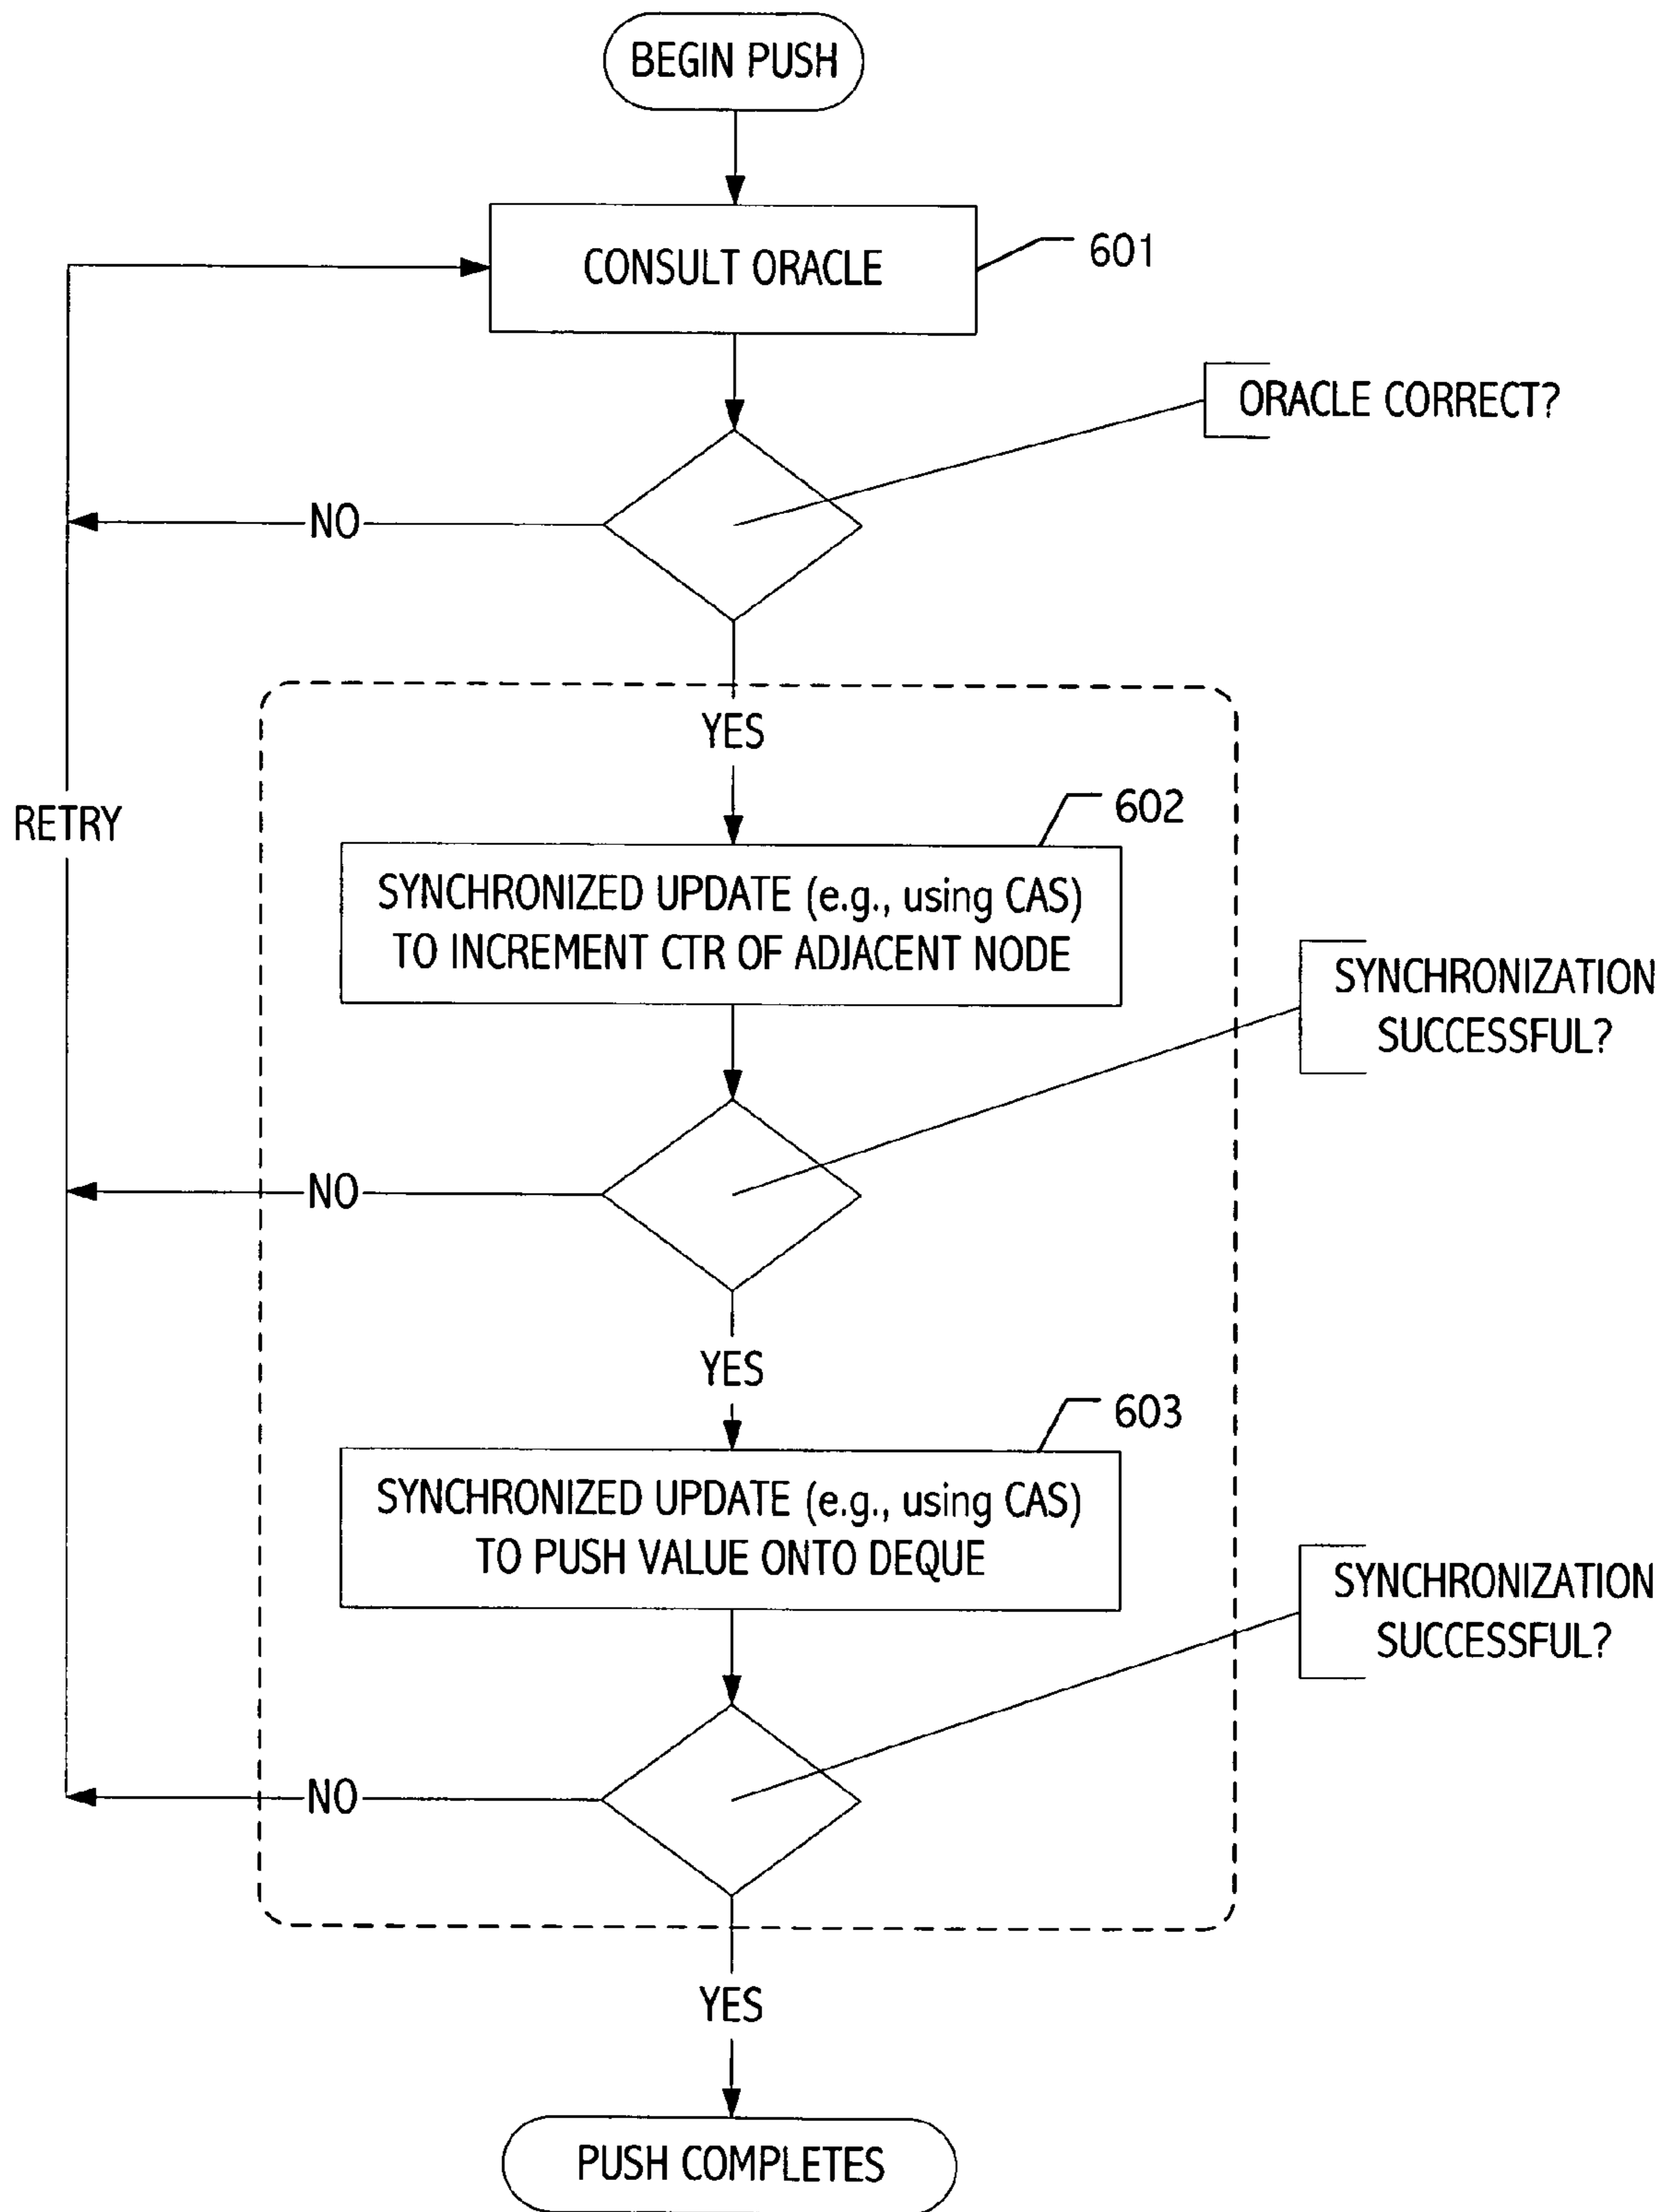 BEGIN PUSH
CONSULT ORACLE
601
ORACLE CORRECT?
NO
YES
RETRY
602
SYNCHRONIZED UPDATE (e.g., using CAS)
TO INCREMENT CTR OF ADJACENT NODE
SYNCHRONIZATION
SUCCESSFUL?
NO
YES
603
SYNCHRONIZED UPDATE (e.g., using CAS)
TO PUSH VALUE ONTO DEQUE
SYNCHRONIZATION
SUCCESSFUL?
NO
YES
PUSH COMPLETES